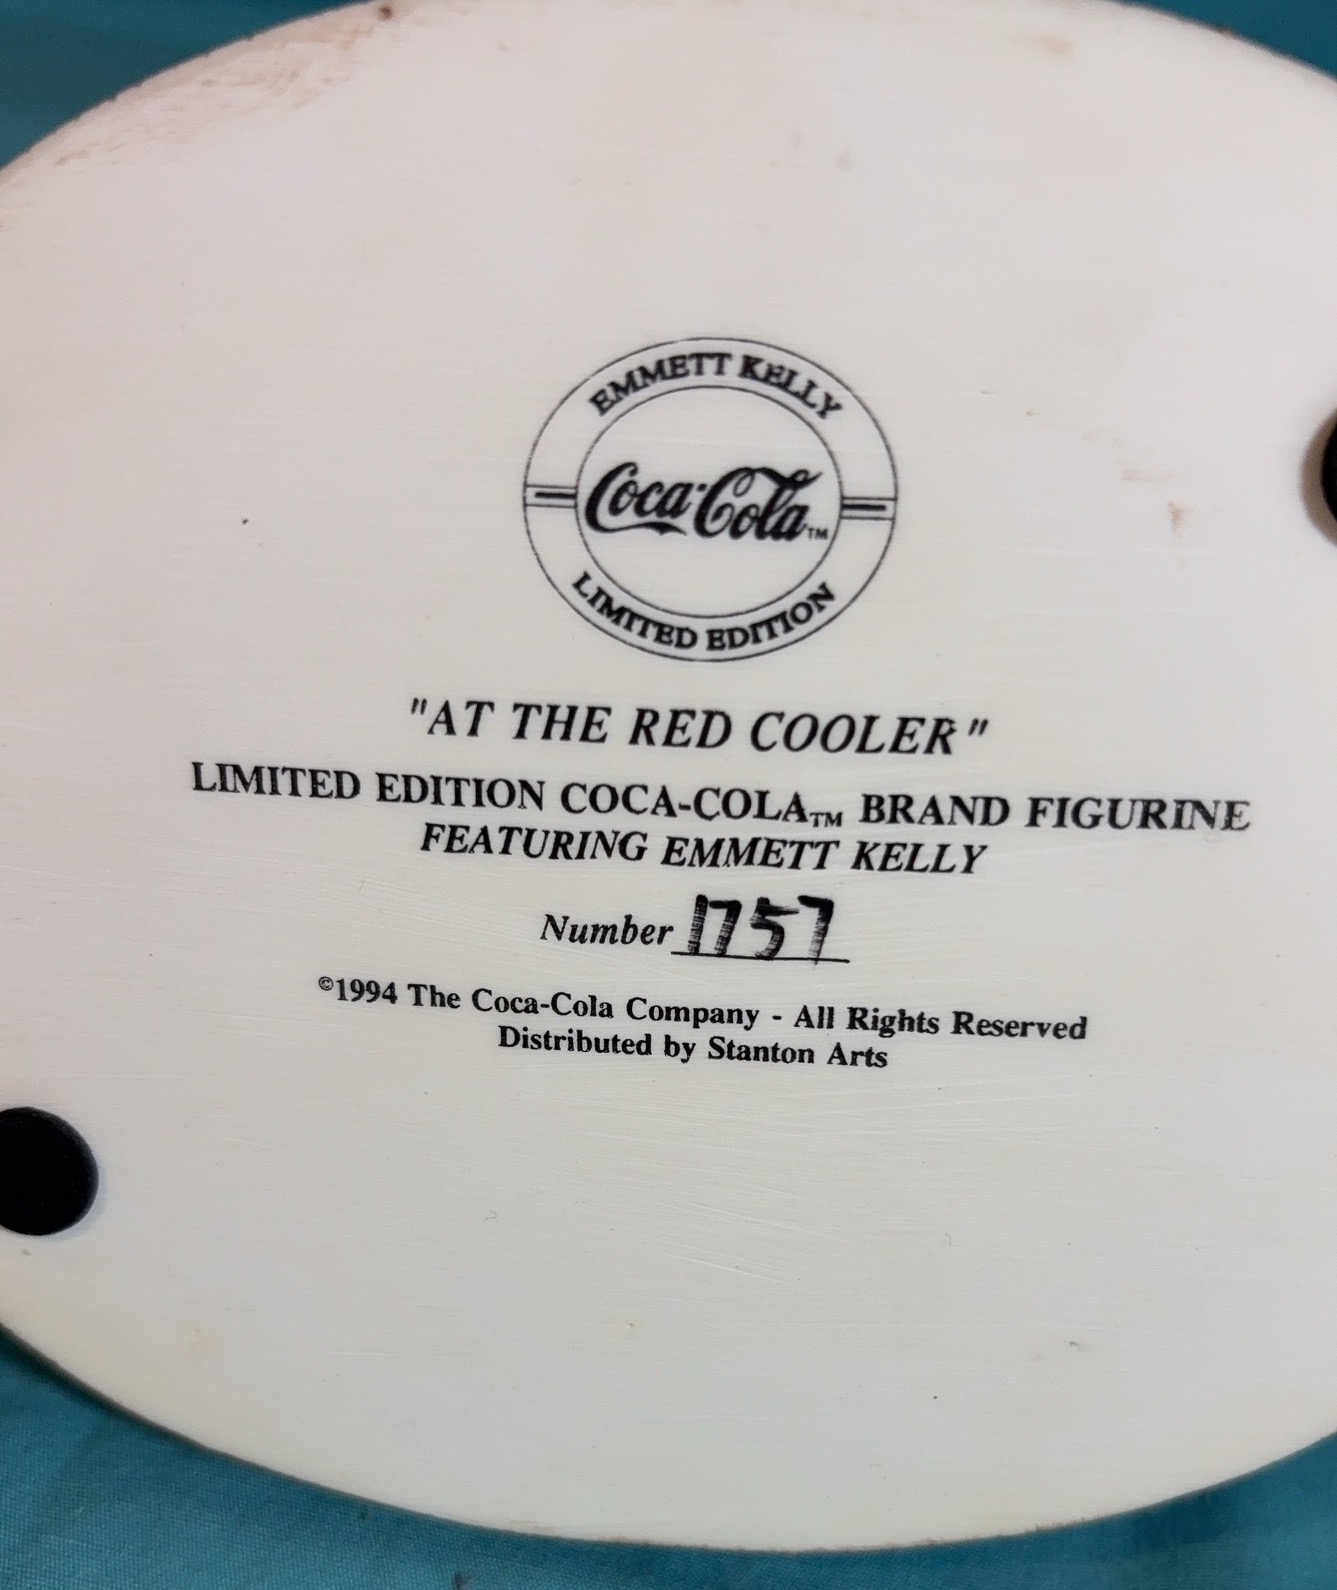 EMMETT KELLY
Coca-Cola™
LIMITED EDITION
"AT THE RED COOLER"
LIMITED EDITION COCA-COLA™ BRAND FIGURINE
FEATURING EMMETT KELLY
Number 1757
©1994 The Coca-Cola Company - All Rights Reserved
Distributed by Stanton Arts